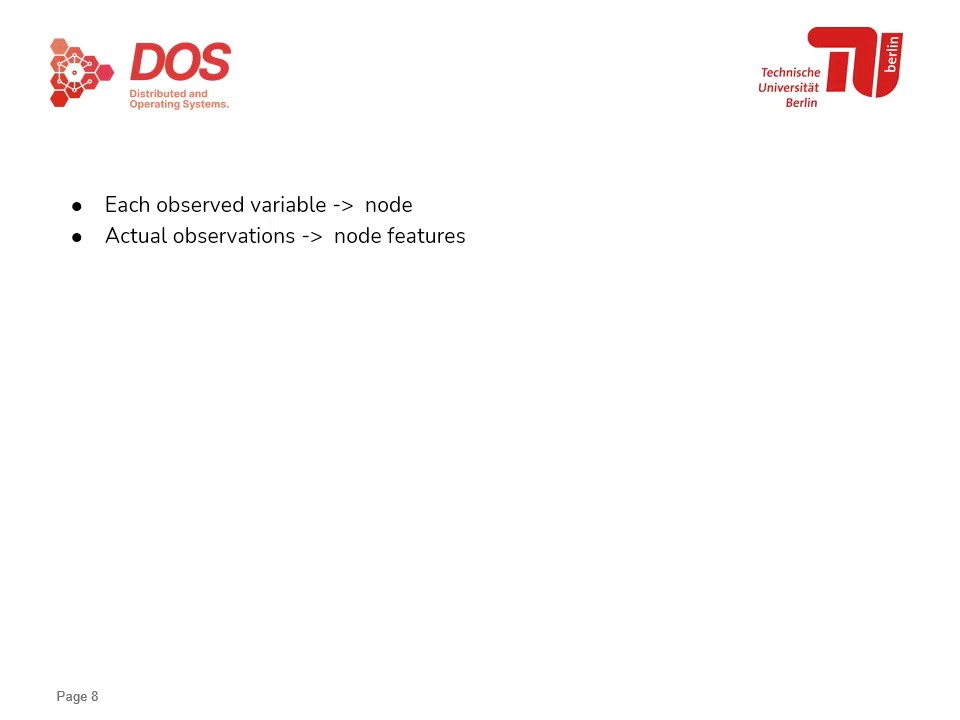 DOS
Distributed and
Operating Systems.
Technische
Universität
Berlin
berlin
● Each observed variable -> node
● Actual observations -> node features
Page 8